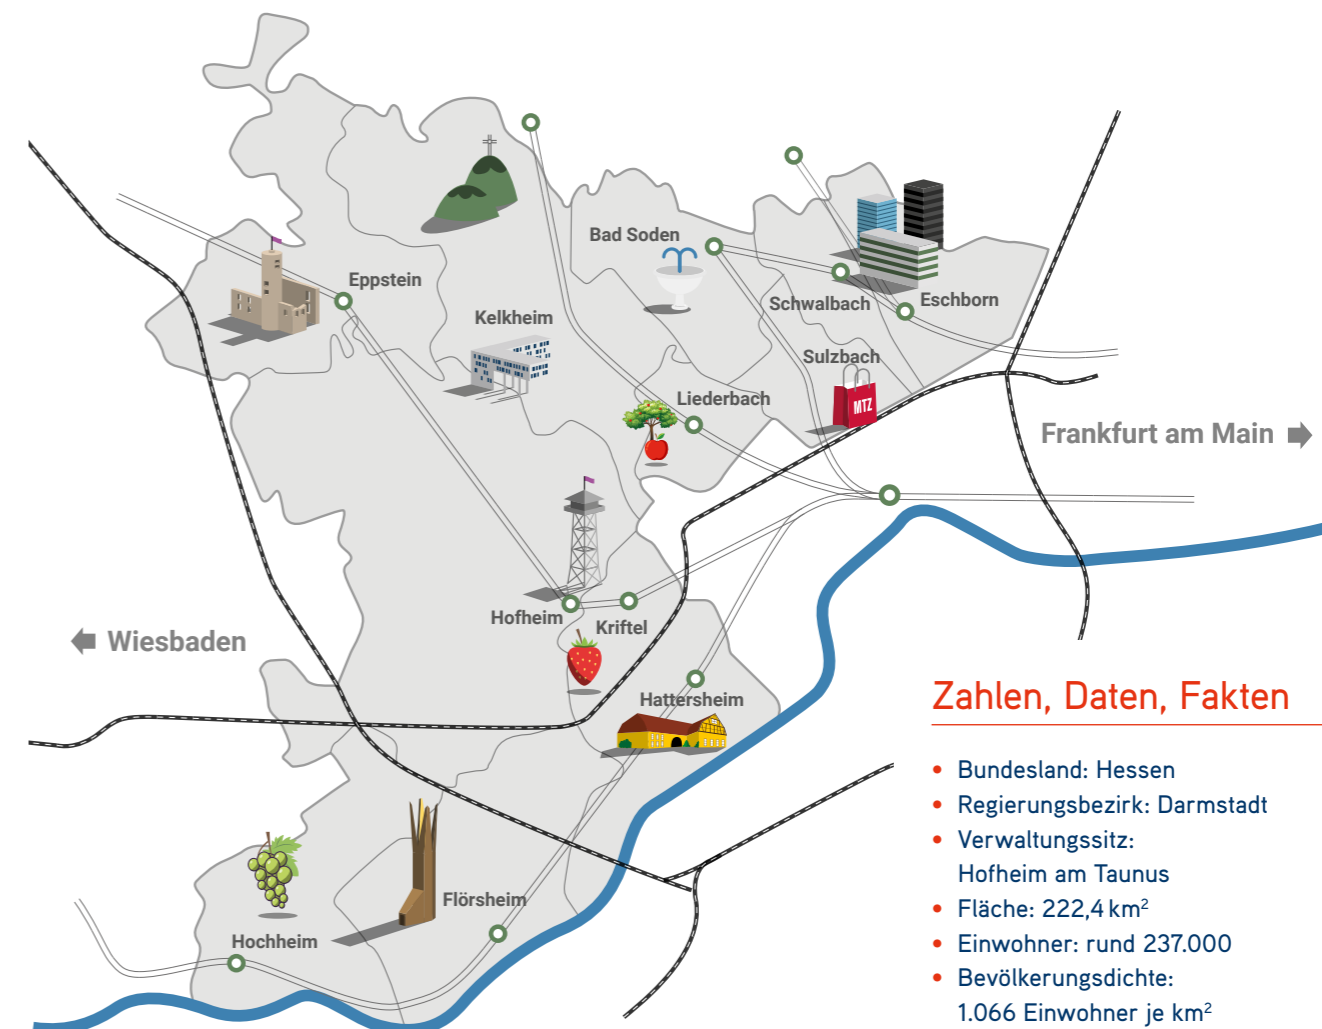 Bad Soden
Eppstein
Schwalbach
Eschborn
Kelkheim
Sulzbach
Liederbach
MTZ
Frankfurt am Main
Hofheim
Kriftel
Wiesbaden
Hattersheim
Flörsheim
Hochheim
Zahlen, Daten, Fakten
• Bundesland: Hessen
• Regierungsbezirk: Darmstadt
• Verwaltungssitz:
Hofheim am Taunus
• Fläche: 222,4 km²
• Einwohner: rund 237.000
• Bevölkerungsdichte:
1.066 Einwohner je km²